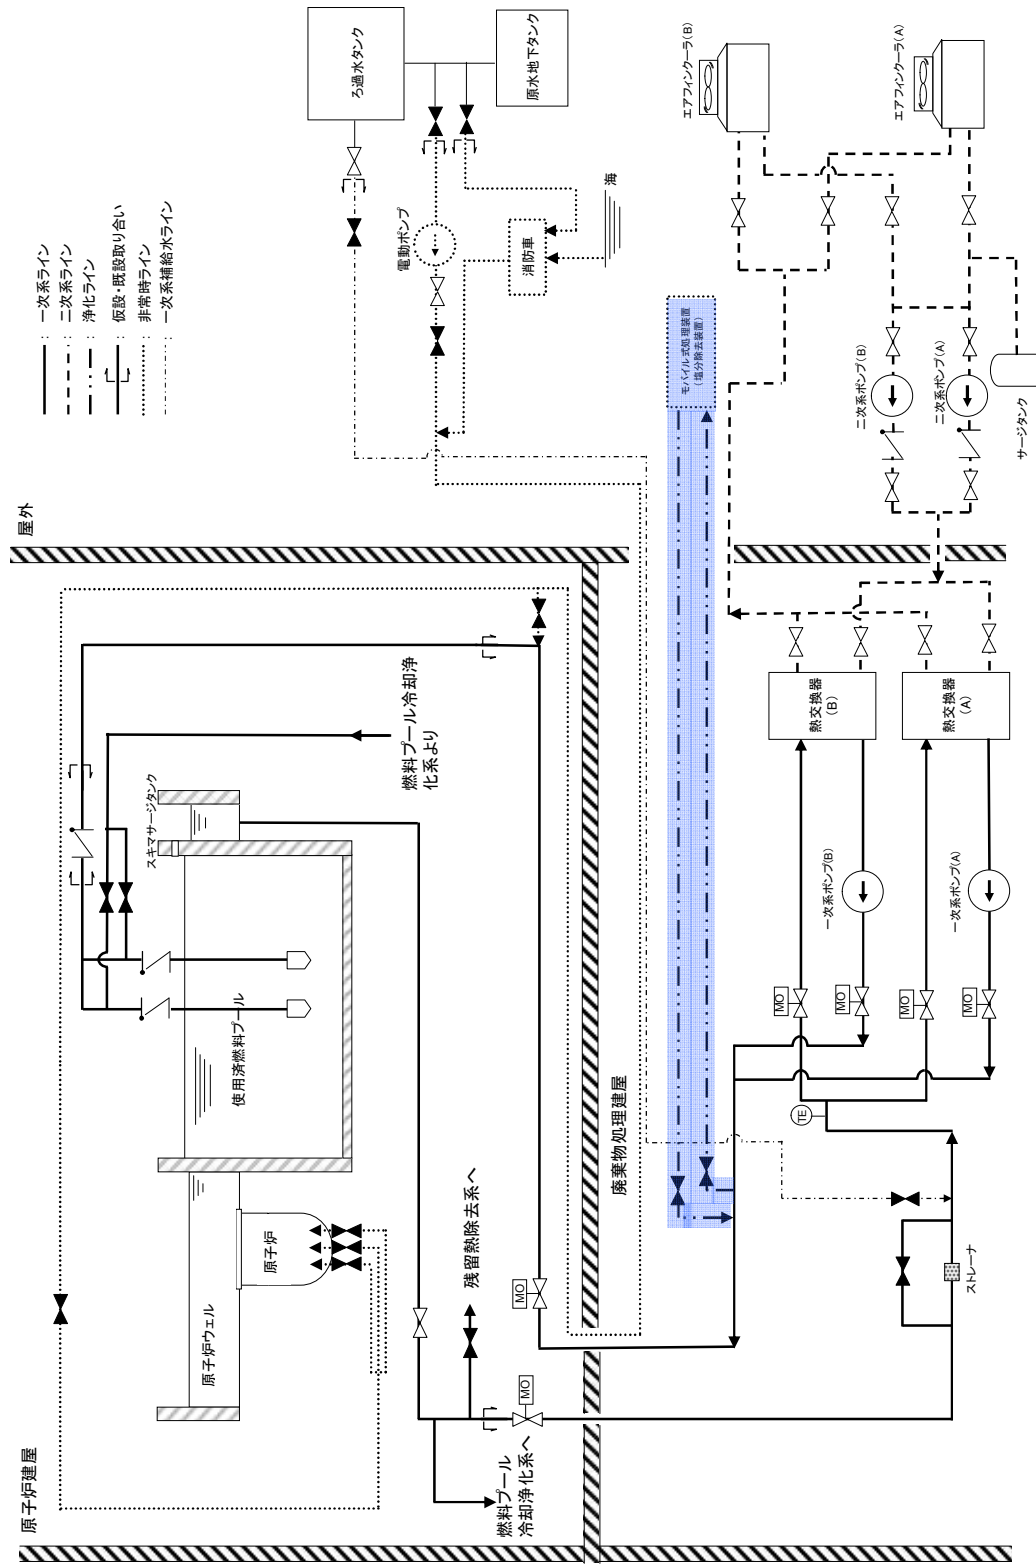 原子炉建屋
屋外
廃棄物処理建屋
： 一次系ライン
： 二次系ライン
： 浄化ライン
： 仮設・既設取り合い
： 非常時ライン
： 一次系補給水ライン
ろ過水タンク
原水地下タンク
電動ポンプ
消防車
海
エアフィンクーラ(B)
エアフィンクーラ(A)
二次系ポンプ(B)
二次系ポンプ(A)
サージタンク
モバイル式処理装置
(塩分除去装置)
スキマサージタンク
燃料プール冷却浄
化系より
使用済燃料プール
原子炉ウェル
原子炉
残留熱除去系へ
燃料プール
冷却浄化系へ
MO
MO
熱交換器
(B)
熱交換器
(A)
一次系ポンプ(B)
一次系ポンプ(A)
MO
MO
MO
MO
TE
ストレーナ